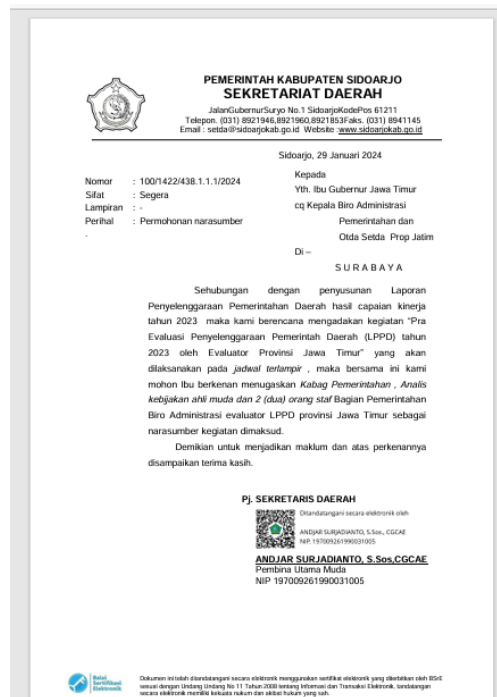 PEMERINTAH KABUPATEN SIDOARJO
SEKRETARIAT DAERAH
JalanGubernurSuryo No.1 SidoarjoKodePos 61211
Telepon. (031) 8921946,8921960,8921853Faks. (031) 8941145
Email : setda@sidoarjokab.go.id Website :www.sidoarjokab.go.id
Sidoarjo, 29 Januari 2024
Kepada
Nomor : 100/1422/438.1.1.1/2024
Yth. Ibu Gubernur Jawa Timur
Sifat : Segera
cq Kepala Biro Administrasi
Lampiran : -
Perihal : Permohonan narasumber
Pemerintahan dan
.
Otda Setda Prop Jatim
Di –
S U R A B A Y A
Sehubungan dengan penyusunan Laporan
Penyelenggaraan Pemerintahan Daerah hasil capaian kinerja
tahun 2023 maka kami berencana mengadakan kegiatan “Pra
Evaluasi Penyelenggaraan Pemerintah Daerah (LPPD) tahun
2023 oleh Evaluator Provinsi Jawa Timur” yang akan
dilaksanakan pada jadwal terlampir , maka bersama ini kami
mohon Ibu berkenan menugaskan Kabag Pemerintahan , Analis
kebijakan ahli muda dan 2 (dua) orang staf Bagian Pemerintahan
Biro Administrasi evaluator LPPD provinsi Jawa Timur sebagai
narasumber kegiatan dimaksud.
Demikian untuk menjadikan maklum dan atas perkenannya
disampaikan terima kasih.
Pj. SEKRETARIS DAERAH
Ditandatangani secara elektronik oleh
ANDJAR SURJADIANTO, S.Sos., CGCAE
NIP. 197009261990031005
ANDJAR SURJADIANTO, S.Sos,CGCAE
Pembina Utama Muda
NIP 197009261990031005
Balai
Sertifikasi
Elektronik
Dokumen ini telah ditandatangani secara elektronik menggunakan sertifikat elektronik yang diterbitkan oleh BSrE
sesuai dengan Undang Undang No 11 Tahun 2008 tentang Informasi dan Transaksi Elektronik, tandatangan
secara elektronik memiliki kekuatan hukum dan akibat hukum yang sah.